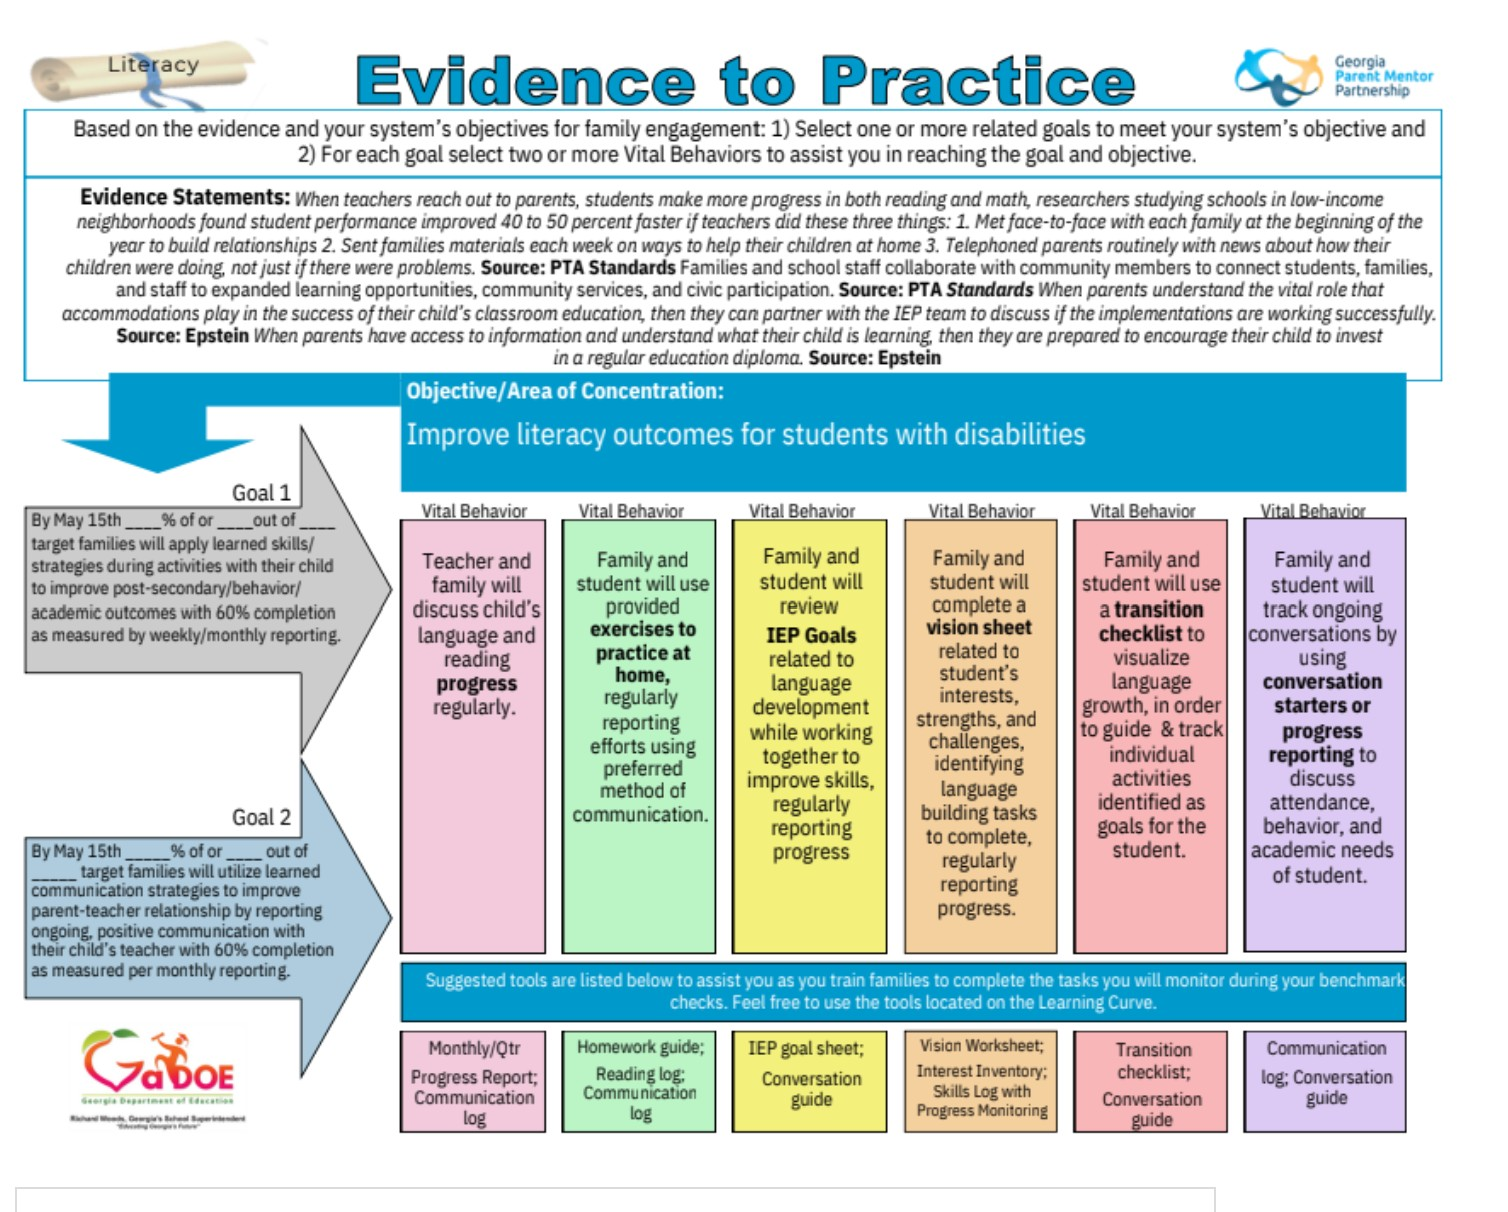 Literacy
Evidence to Practice
Georgia
Parent Mentor
Partnership
Based on the evidence and your system's objectives for family engagement: 1) Select one or more related goals to meet your system's objective and
2) For each goal select two or more Vital Behaviors to assist you in reaching the goal and objective.
Evidence Statements: When teachers reach out to parents, students make more progress in both reading and math, researchers studying schools in low-income
neighborhoods found student performance improved 40 to 50 percent faster if teachers did these three things: 1. Met face-to-face with each family at the beginning of the
year to build relationships 2. Sent families materials each week on ways to help their children at home 3. Telephoned parents routinely with news about how their
children were doing, not just if there were problems. Source: PTA Standards Families and school staff collaborate with community members to connect students, families,
and staff to expanded learning opportunities, community services, and civic participation. Source: PTA Standards When parents understand the vital role that
accommodations play in the success of their child's classroom education, then they can partner with the IEP team to discuss if the implementations are working successfully.
Source: Epstein When parents have access to information and understand what their child is learning, then they are prepared to encourage their child to invest
in a regular education diploma. Source: Epstein
Objective/Area of Concentration:
Improve literacy outcomes for students with disabilities
Goal 1
By May 15th ____% of or ____out of ____
target families will apply learned skills/
strategies during activities with their child
to improve post-secondary/behavior/
academic outcomes with 60% completion
as measured by weekly/monthly reporting.
Goal 2
By May 15th _____% of or ____ out of
_____ target families will utilize learned
communication strategies to improve
parent-teacher relationship by reporting
ongoing, positive communication with
their child's teacher with 60% completion
as measured per monthly reporting.
Vital Behavior
Teacher and
family will
discuss child's
language and
reading
progress
regularly.
Vital Behavior
Family and
student will use
provided
exercises to
practice at
home,
regularly
reporting
efforts using
preferred
method of
communication.
Vital Behavior
Family and
student will
review
IEP Goals
related to
language
development
while working
together to
improve skills,
regularly
reporting
progress
Vital Behavior
Family and
student will
complete a
vision sheet
related to
student's
interests,
strengths, and
challenges,
identifying
language
building tasks
to complete,
regularly
reporting
progress.
Vital Behavior
Family and
student will use
a transition
checklist to
visualize
language
growth, in order
to guide & track
individual
activities
identified as
goals for the
student.
Vital Behavior
Family and
student will
track ongoing
conversations by
using
conversation
starters or
progress
reporting to
discuss
attendance,
behavior, and
academic needs
of student.
Suggested tools are listed below to assist you as you train families to complete the tasks you will monitor during your benchmark
checks. Feel free to use the tools located on the Learning Curve.
Monthly/Qtr
Progress Report;
Communication
log
Homework guide;
Reading log;
Communication
log
IEP goal sheet;
Conversation
guide
Vision Worksheet;
Interest Inventory;
Skills Log with
Progress Monitoring
Transition
checklist;
Conversation
guide
Communication
log; Conversation
guide
GaDOE
Georgia Department of Education
Richard Woods, Georgia's School Superintendent
"Educating Georgia's Future"